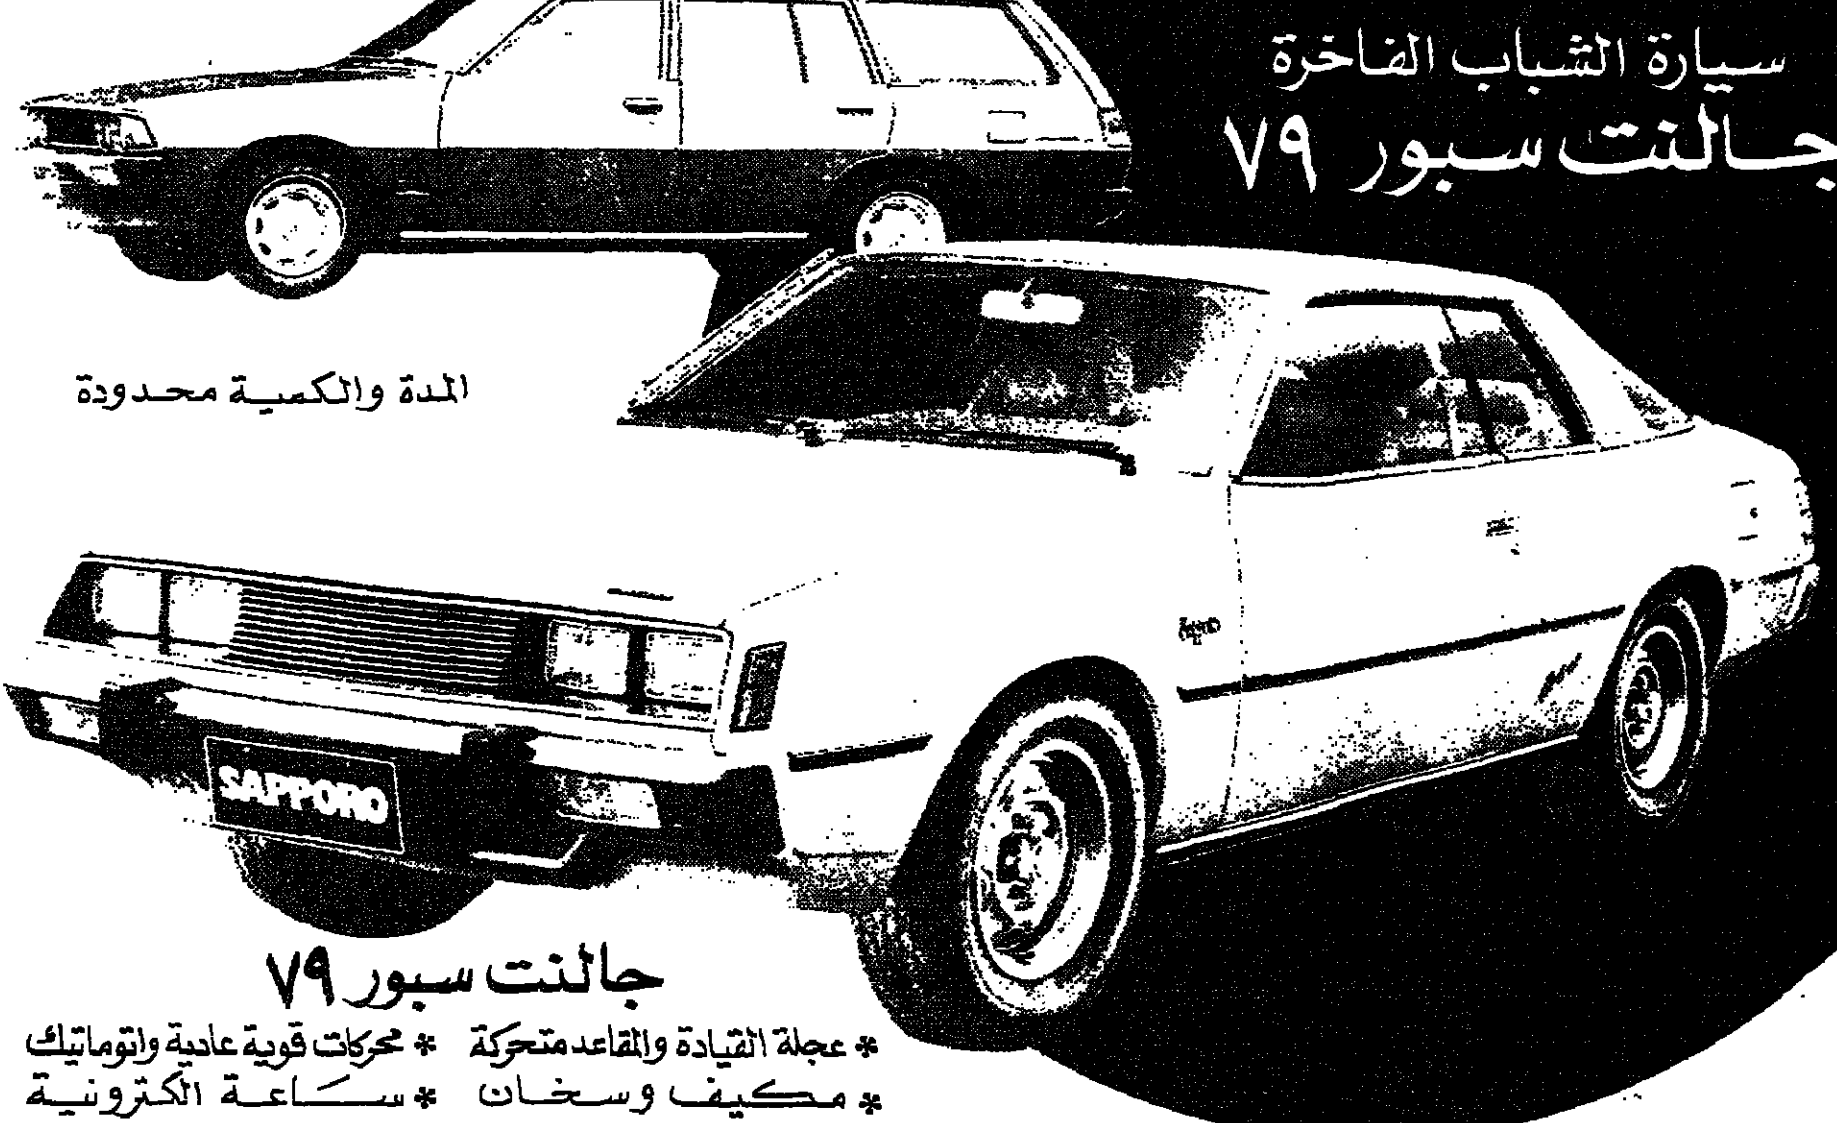 سيارة الشباب الفاخرة
جالنت سبور ٧٩
المدة والكمية محدودة
SAPPORO
جالنت سبور ٧٩
* عجلة القيادة والمقاعد متحركة * محركات قوية عادية واتوماتيك
* مكيف وسخان * ساعة الكترونية